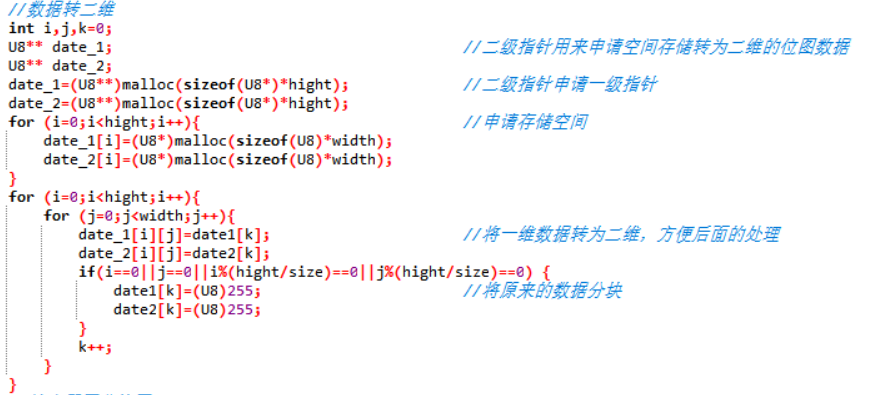 //数据转二维
int i,j,k=0;
U8** date_1; //二级指针用来申请空间存储转为二维的位图数据
U8** date_2;
date_1=(U8**)malloc(sizeof(U8*)*hight); //二级指针申请一级指针
date_2=(U8**)malloc(sizeof(U8*)*hight);
for (i=0;i<hight;i++){ //申请存储空间
    date_1[i]=(U8*)malloc(sizeof(U8)*width);
    date_2[i]=(U8*)malloc(sizeof(U8)*width);
}
for (i=0;i<hight;i++){
    for (j=0;j<width;j++){
        date_1[i][j]=date1[k]; //将一维数据转为二维，方便后面的处理
        date_2[i][j]=date2[k];
        if(i==0||j==0||i%(hight/size)==0||j%(hight/size)==0) {
            date1[k]=(U8)255; //将原来的数据分块
            date2[k]=(U8)255;
        }
        k++;
    }
}